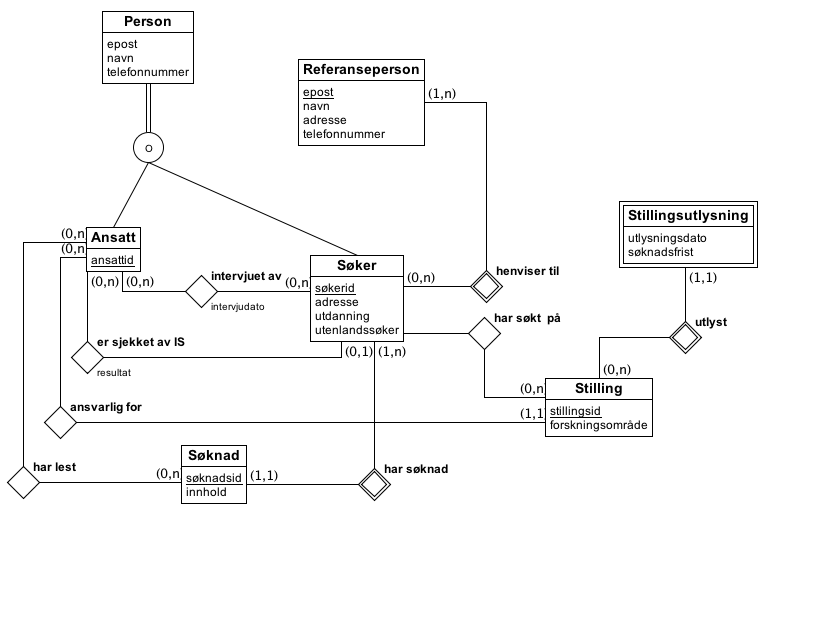 Person
epost
navn
telefonnummer
Referanseperson
epost
navn
adresse
telefonnummer
(1,n)
o
Stillingsutlysning
utlysningsdato
søknadsfrist
(1,1)
(0,n)
(0,n)
Ansatt
ansattid
(0,n) (0,n)
intervjuet av
(0,n)
intervjudato
Søker
søkerid
adresse
utdanning
utenlandssøker
(0,n)
henviser til
har søkt på
utlyst
er sjekket av IS
resultat
(0,1) (1,n)
(0,n)
(0,n)
Stilling
stillingsid
forskningsområde
ansvarlig for
(1,1)
har lest
(0,n)
Søknad
søknadsid
innhold
(1,1)
har søknad